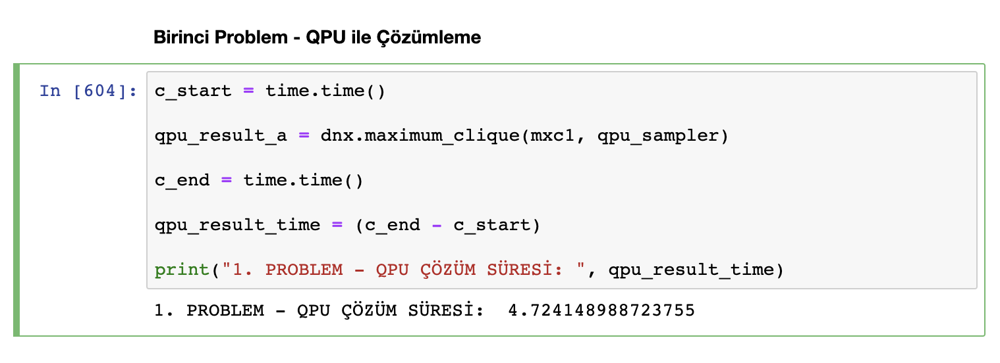 Birinci Problem - QPU ile Çözümleme
In [604]:
c_start = time.time()
qpu_result_a = dnx.maximum_clique(mxc1, qpu_sampler)
c_end = time.time()
qpu_result_time = (c_end - c_start)
print("1. PROBLEM - QPU ÇÖZÜM SÜRESİ: ", qpu_result_time)
1. PROBLEM - QPU ÇÖZÜM SÜRESİ:  4.724148988723755